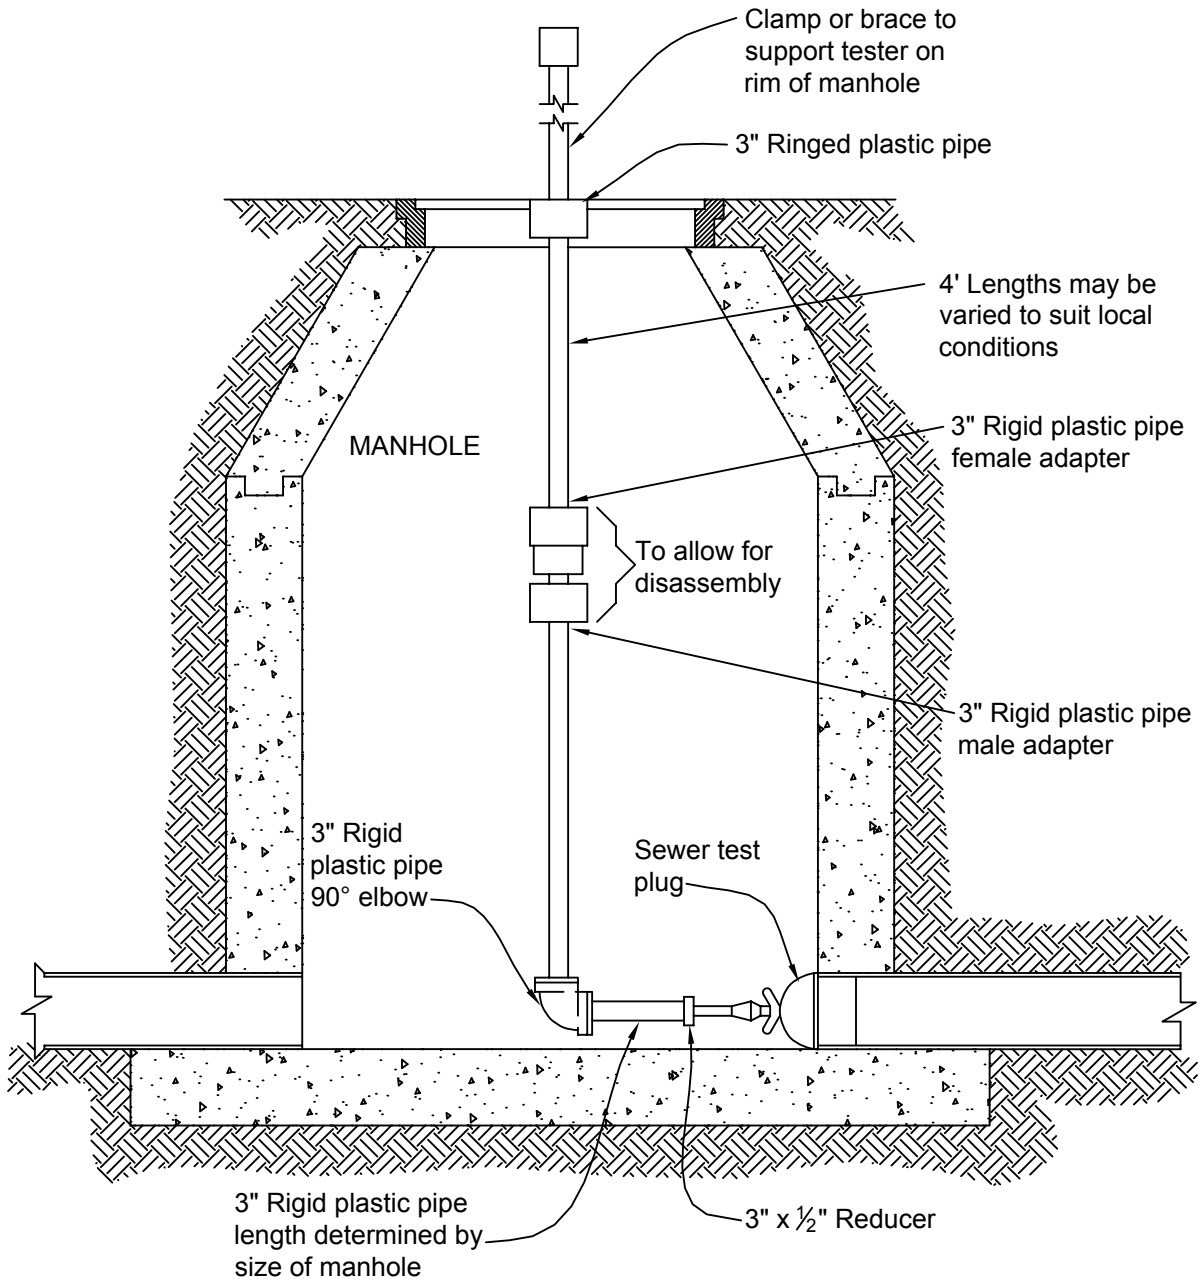 Clamp or brace to
support tester on
rim of manhole
3" Ringed plastic pipe
4' Lengths may be
varied to suit local
conditions
3" Rigid plastic pipe
female adapter
MANHOLE
To allow for
disassembly
3" Rigid plastic pipe
male adapter
3" Rigid
plastic pipe
90° elbow
Sewer test
plug
3" Rigid plastic pipe
length determined by
size of manhole
3" x ½" Reducer